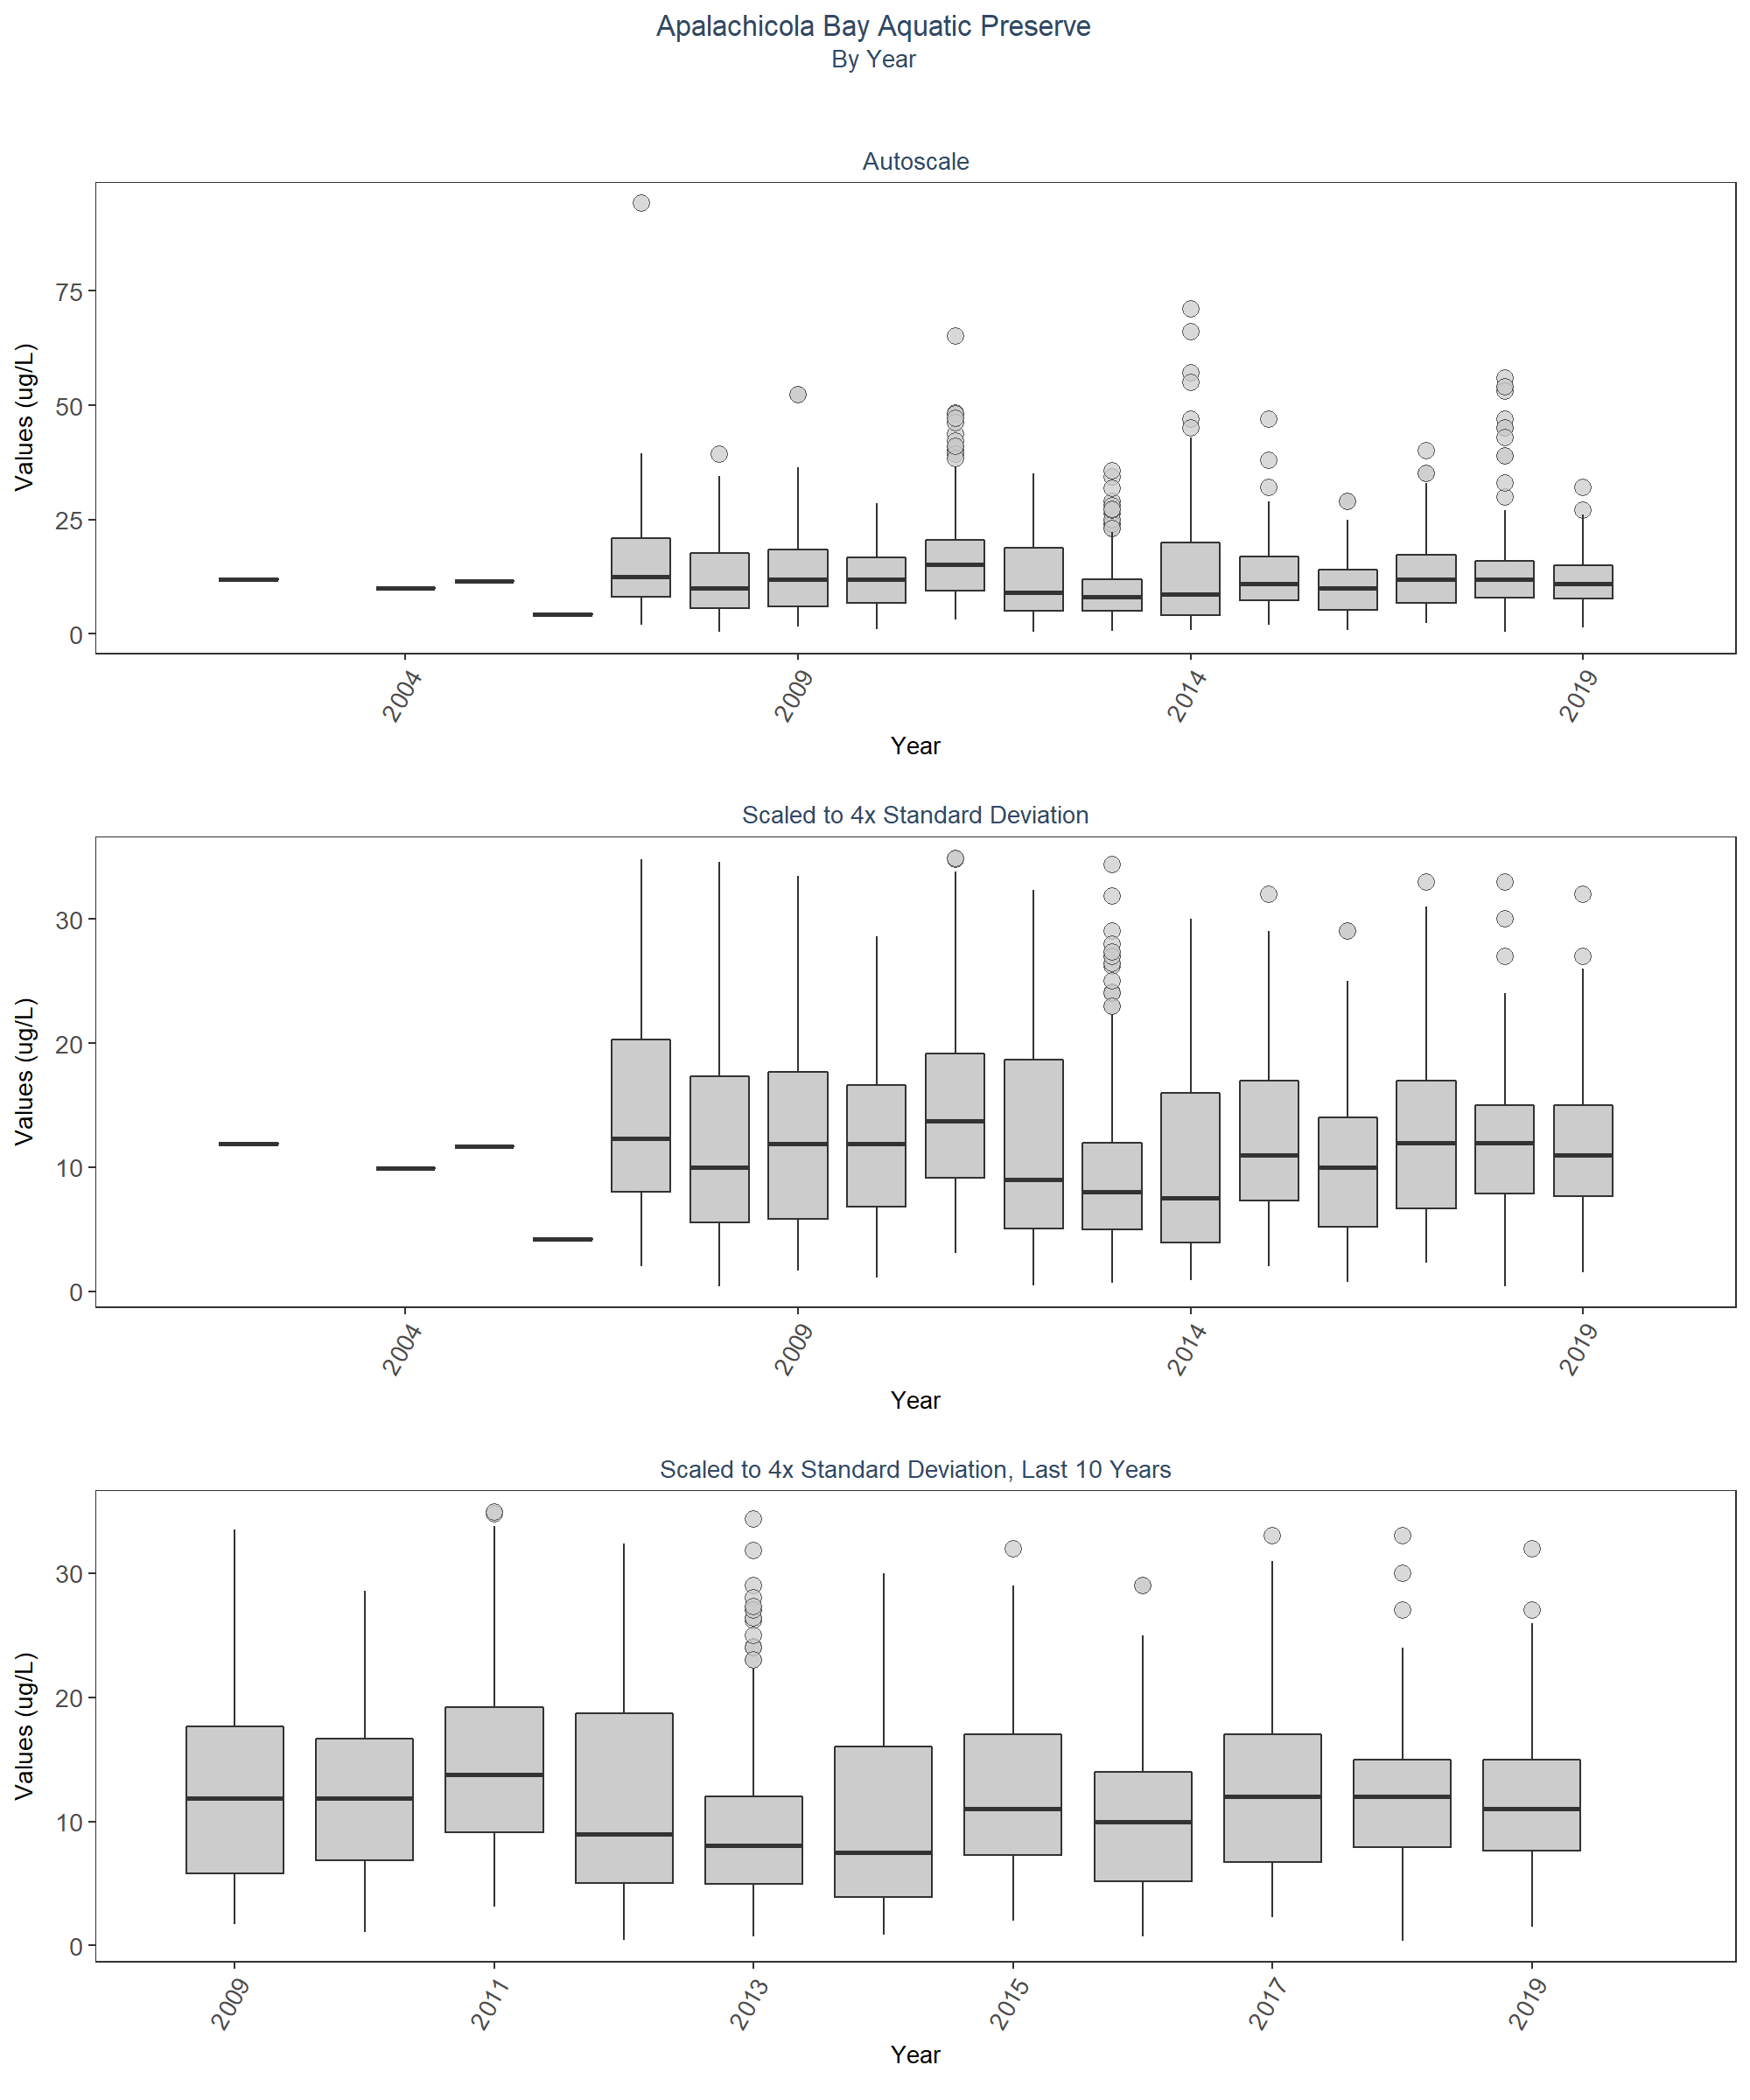 Apalachicola Bay Aquatic Preserve
By Year
Autoscale
Values (ug/L)
75
50
25
0
2004
2009
2014
2019
Year
Scaled to 4x Standard Deviation
Values (ug/L)
30
20
10
0
2004
2009
2014
2019
Year
Scaled to 4x Standard Deviation, Last 10 Years
Values (ug/L)
30
20
10
0
2009
2011
2013
2015
2017
2019
Year